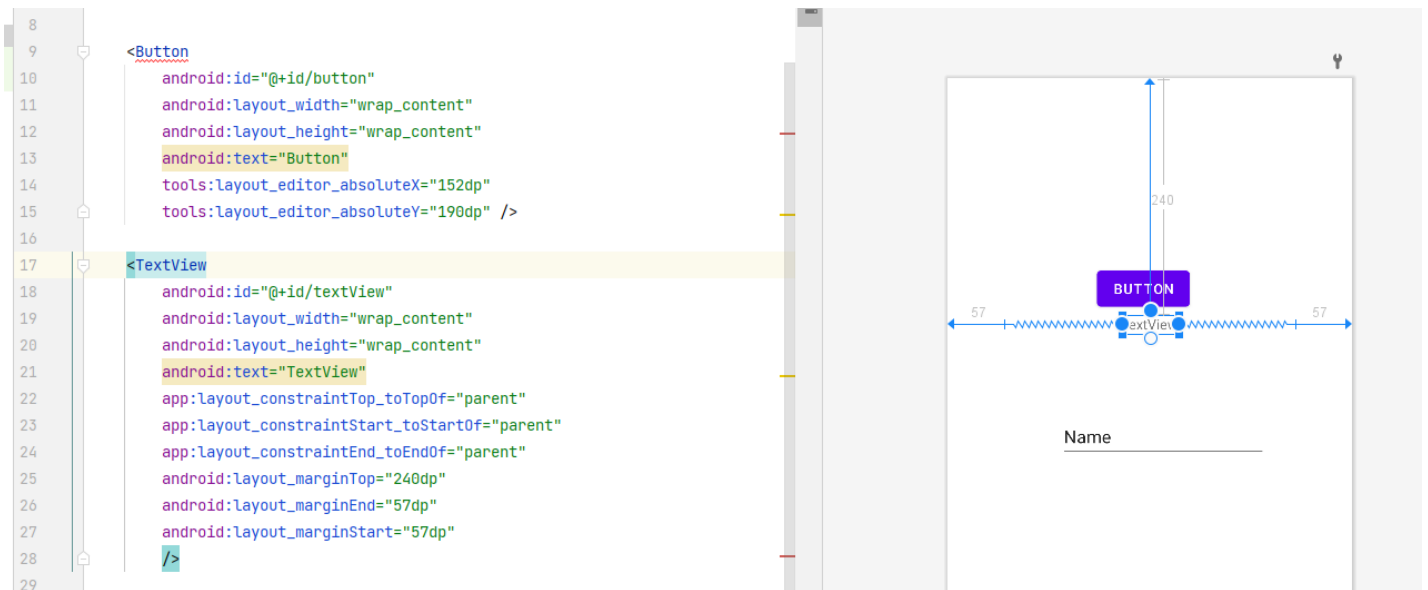 8
9 <Button
10 android:id="@+id/button"
11 android:layout_width="wrap_content"
12 android:layout_height="wrap_content"
13 android:text="Button"
14 tools:layout_editor_absoluteX="152dp"
15 tools:layout_editor_absoluteY="190dp" />
16
17 <TextView
18 android:id="@+id/textView"
19 android:layout_width="wrap_content"
20 android:layout_height="wrap_content"
21 android:text="TextView"
22 app:layout_constraintTop_toTopOf="parent"
23 app:layout_constraintStart_toStartOf="parent"
24 app:layout_constraintEnd_toEndOf="parent"
25 android:layout_marginTop="240dp"
26 android:layout_marginEnd="57dp"
27 android:layout_marginStart="57dp"
28 />
29
240
BUTTON
57
extView
57
Name